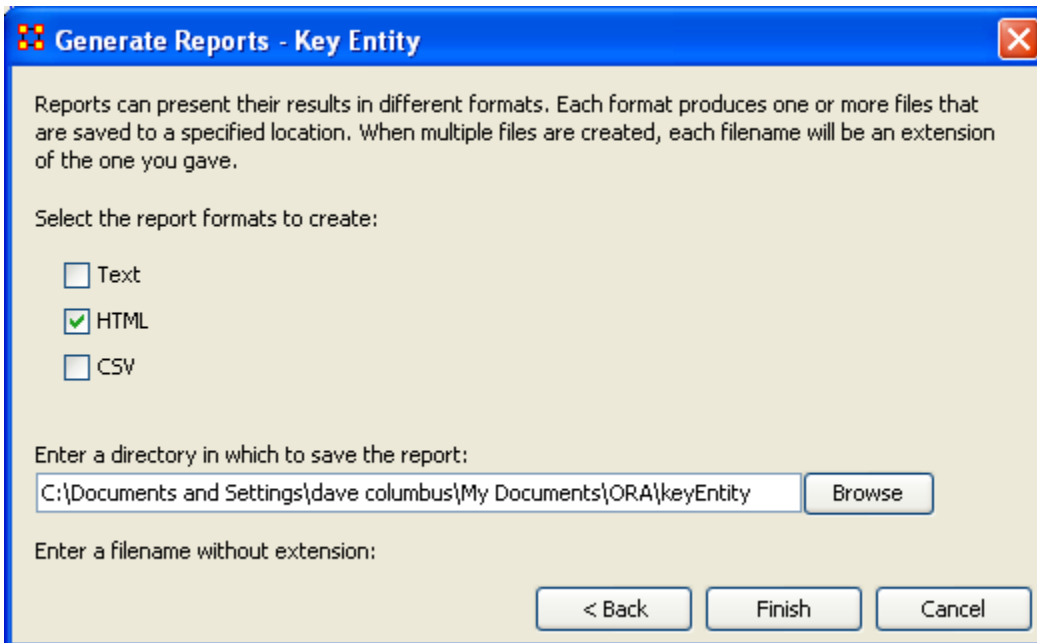 Generate Reports - Key Entity
Reports can present their results in different formats. Each format produces one or more files that
are saved to a specified location. When multiple files are created, each filename will be an extension
of the one you gave.
Select the report formats to create:
Text
HTML
CSV
Enter a directory in which to save the report:
C:\Documents and Settings\dave columbus\My Documents\ORA\keyEntity
Browse
Enter a filename without extension:
< Back
Finish
Cancel